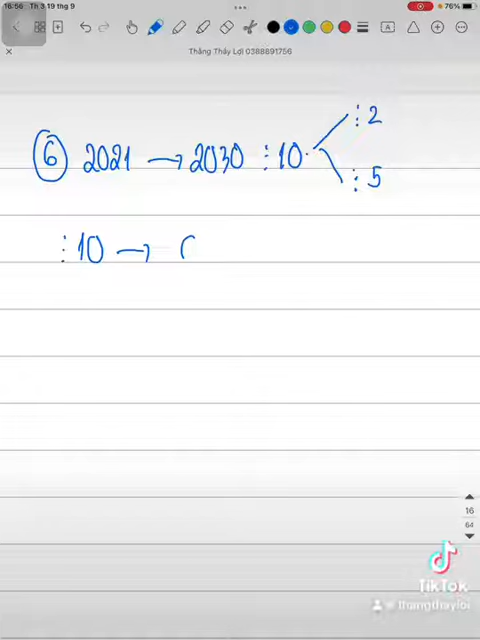 16:56 Th 3 19 thg 9
76%
Thắng Thầy Lợi 0388891756
⋮ 2
6 2021 → 2030 ⋮ 10
⋮ 5
⋮ 10 →
16
64
TikTok
@thangthayloi